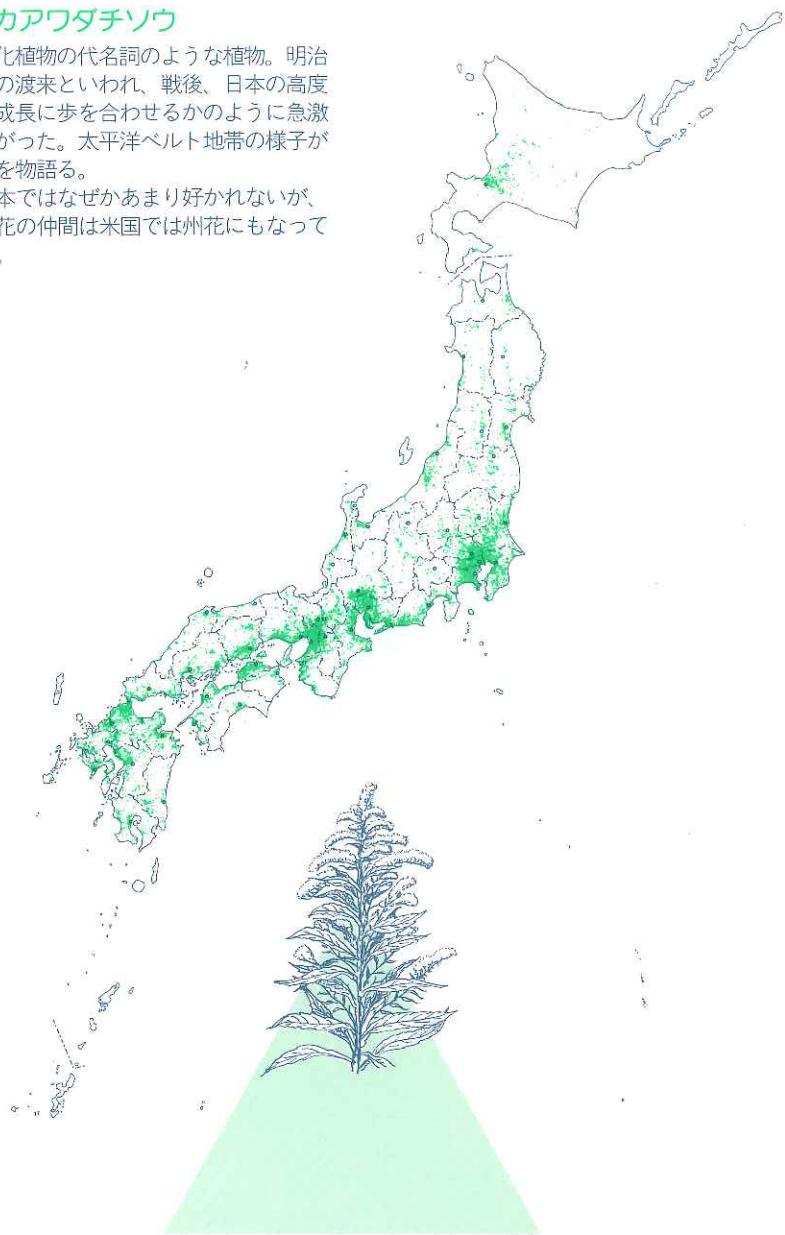 カアワダチソウ
化植物の代名詞のような植物。明治
の渡来といわれ、戦後、日本の高度
成長に歩を合わせるかのように急激
がった。太平洋ベルト地帯の様子が
を物語る。
本ではなぜかあまり好かれないが、
花の仲間は米国では州花にもなって
。